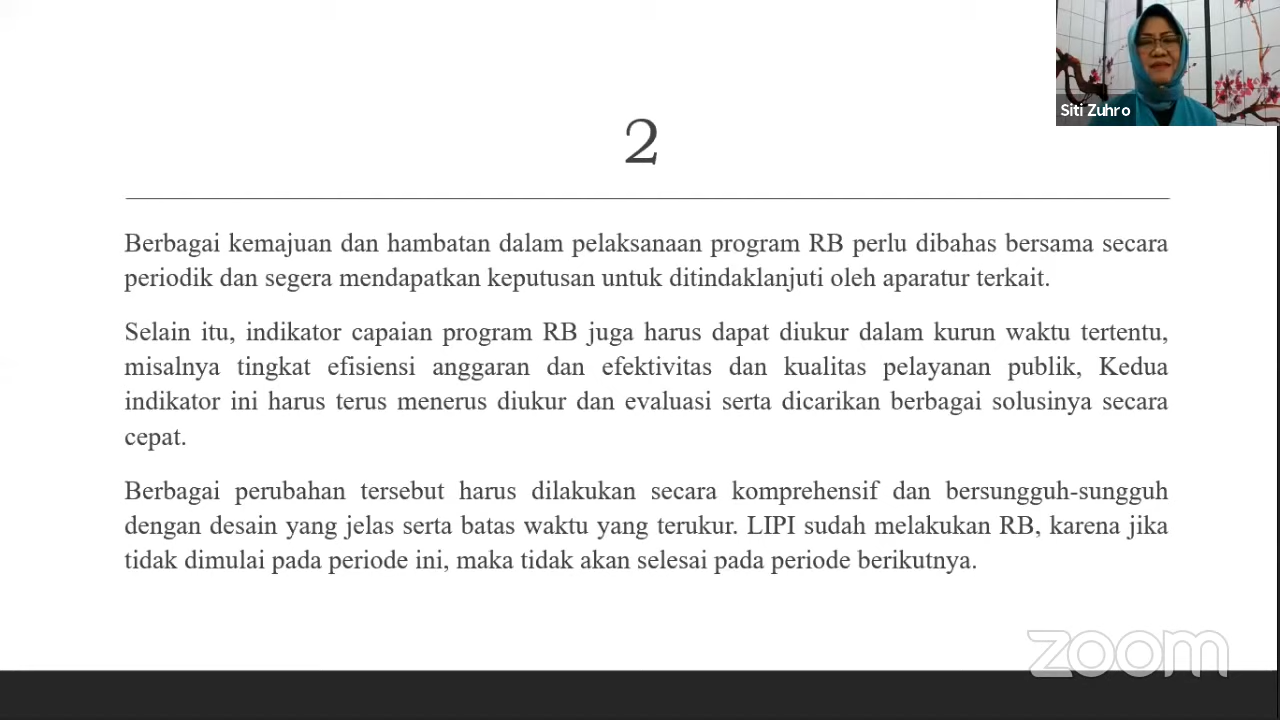 Siti Zuhro
2
Berbagai kemajuan dan hambatan dalam pelaksanaan program RB perlu dibahas bersama secara
periodik dan segera mendapatkan keputusan untuk ditindaklanjuti oleh aparatur terkait.
Selain itu, indikator capaian program RB juga harus dapat diukur dalam kurun waktu tertentu,
misalnya tingkat efisiensi anggaran dan efektivitas dan kualitas pelayanan publik, Kedua
indikator ini harus terus menerus diukur dan evaluasi serta dicarikan berbagai solusinya secara
cepat.
Berbagai perubahan tersebut harus dilakukan secara komprehensif dan bersungguh-sungguh
dengan desain yang jelas serta batas waktu yang terukur. LIPI sudah melakukan RB, karena jika
tidak dimulai pada periode ini, maka tidak akan selesai pada periode berikutnya.
zoom